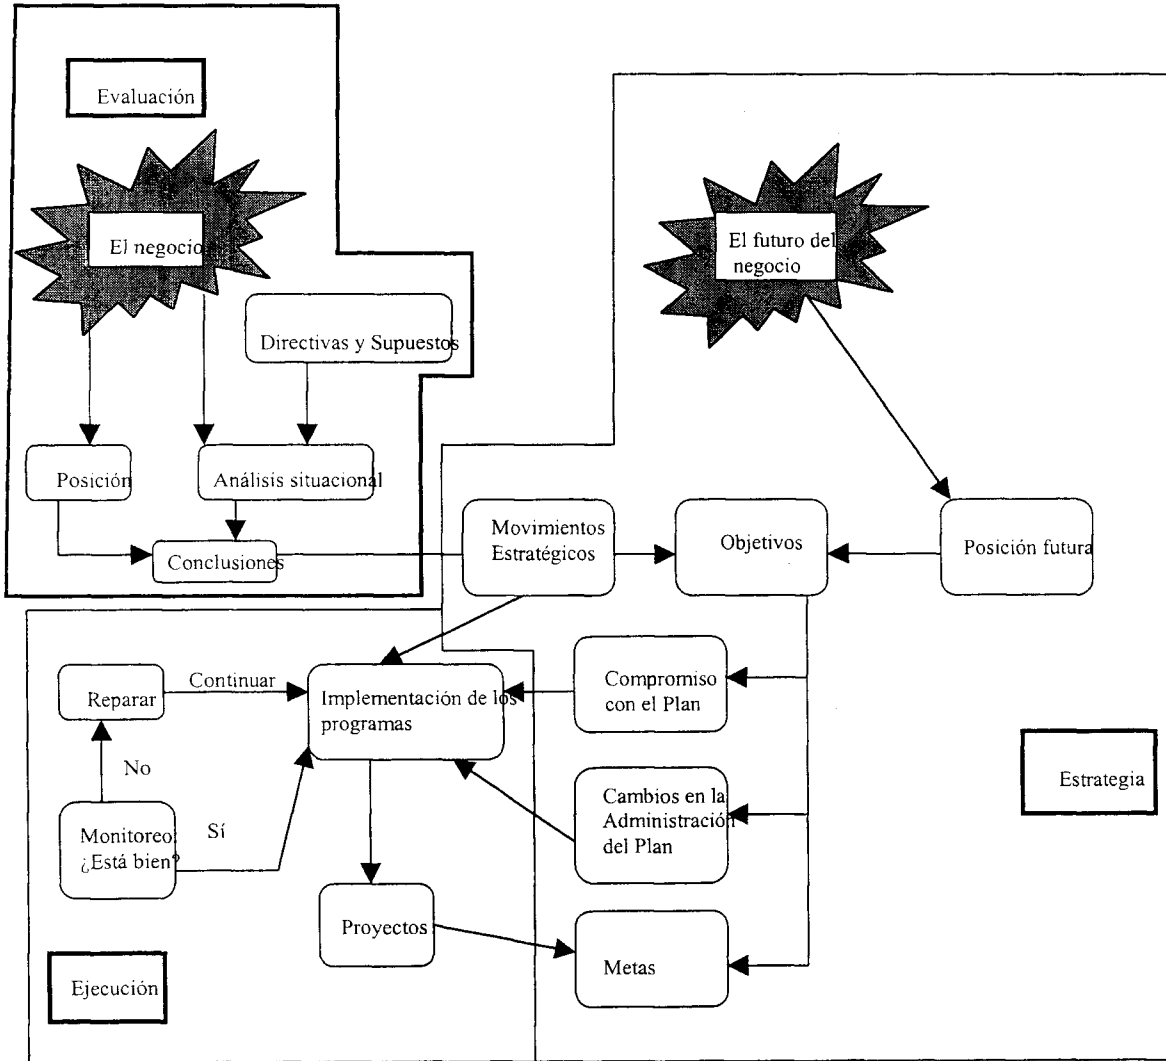 Evaluación
El negocio
El futuro del
negocio
Directivas y Supuestos
Posición
Análisis situacional
Conclusiones
Movimientos
Estratégicos
Objetivos
Posición futura
Reparar
Continuar
Implementación de los
programas
Compromiso
con el Plan
No
Monitoreo
¿Está bien?
Sí
Cambios en la
Administración
del Plan
Estrategia
Proyectos
Metas
Ejecución